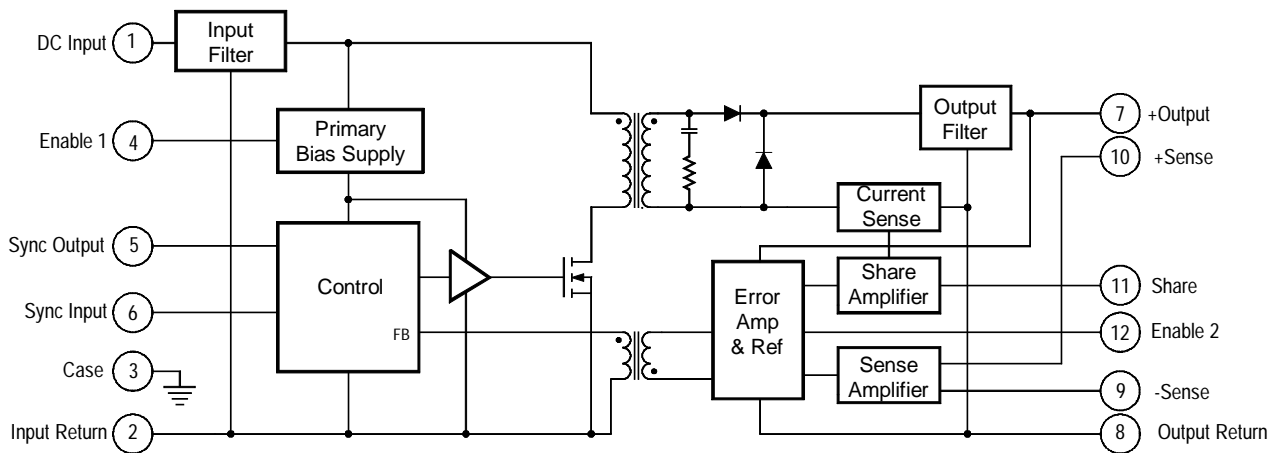 DC Input
1
Input
Filter
Enable 1
4
Primary
Bias Supply
Sync Output
5
Sync Input
6
Control
FB
Case
3
Input Return
2
Output
Filter
7
+Output
10
+Sense
Current
Sense
Share
Amplifier
11
Share
Error
Amp
& Ref
12
Enable 2
Sense
Amplifier
9
-Sense
8
Output Return